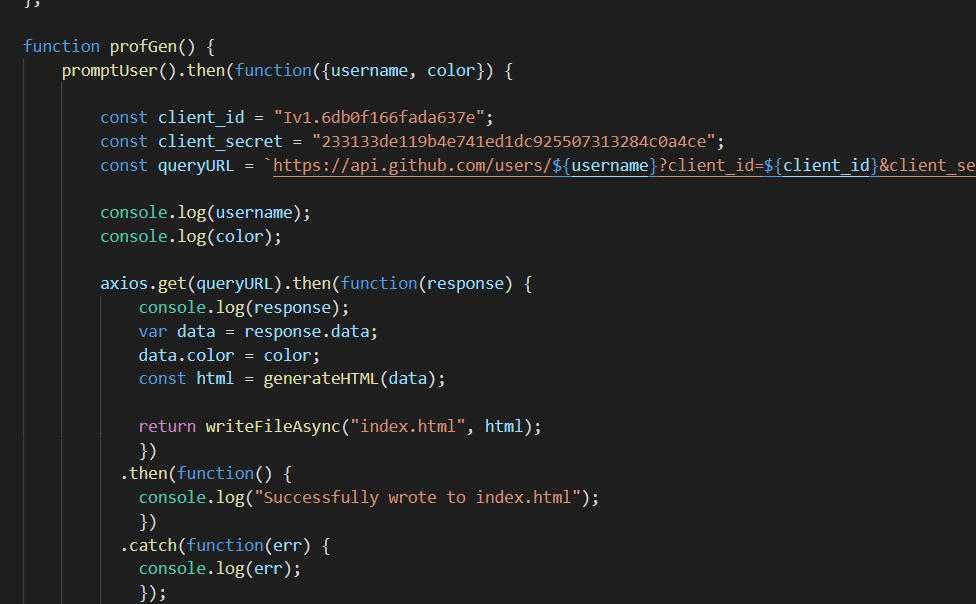 };
function profGen() {
promptUser().then(function({username, color}) {
const client_id = "Iv1.6db0f166fada637e";
const client_secret = "233133de119b4e741ed1dc925507313284c0a4ce";
const queryURL = `https://api.github.com/users/${username}?client_id=${client_id}&client_se
console.log(username);
console.log(color);
axios.get(queryURL).then(function(response) {
console.log(response);
var data = response.data;
data.color = color;
const html = generateHTML(data);
return writeFileAsync("index.html", html);
})
.then(function() {
console.log("Successfully wrote to index.html");
})
.catch(function(err) {
console.log(err);
});